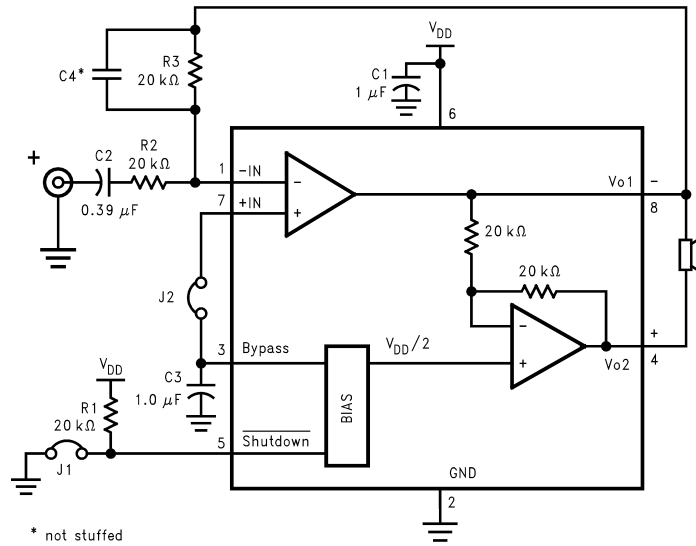 V_DD
R3
20 kΩ
C4*
C1
1 μF
6
+
C2
R2
20 kΩ
0.39 μF
1
-IN
7
+IN
−
+
Vo1
−
8
20 kΩ
20 kΩ
J2
3
Bypass
V_DD/2
−
+
Vo2
+
4
C3
1.0 μF
BIAS
V_DD
R1
20 kΩ
J1
5
Shutdown
GND
2
* not stuffed